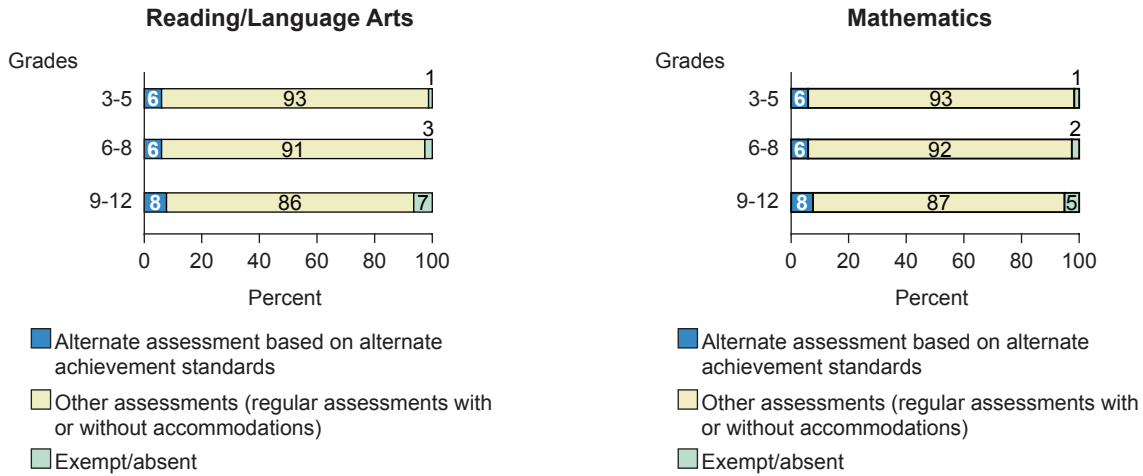 Reading/Language Arts
Grades
1
3-5
6
93
3
6-8
6
91
9-12
8
86
7
0 20 40 60 80 100
Percent
Alternate assessment based on alternate
achievement standards
Other assessments (regular assessments with
or without accommodations)
Exempt/absent
Mathematics
Grades
1
3-5
6
93
2
6-8
6
92
9-12
8
87
5
0 20 40 60 80 100
Percent
Alternate assessment based on alternate
achievement standards
Other assessments (regular assessments with
or without accommodations)
Exempt/absent